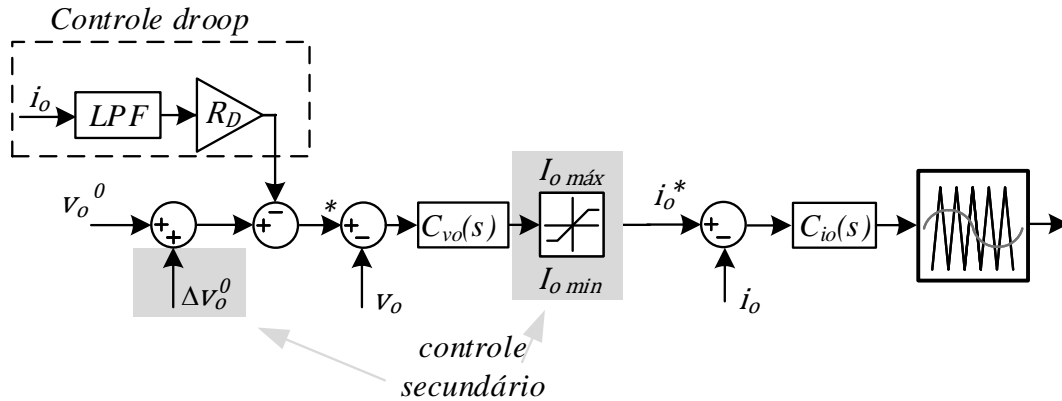 Controle droop
i_o
LPF
R_D
v_o^0
+
+
+
−
*
+
−
C_vo(s)
I_o máx
I_o min
i_o*
+
−
C_io(s)
Δv_o^0
v_o
i_o
controle
secundário